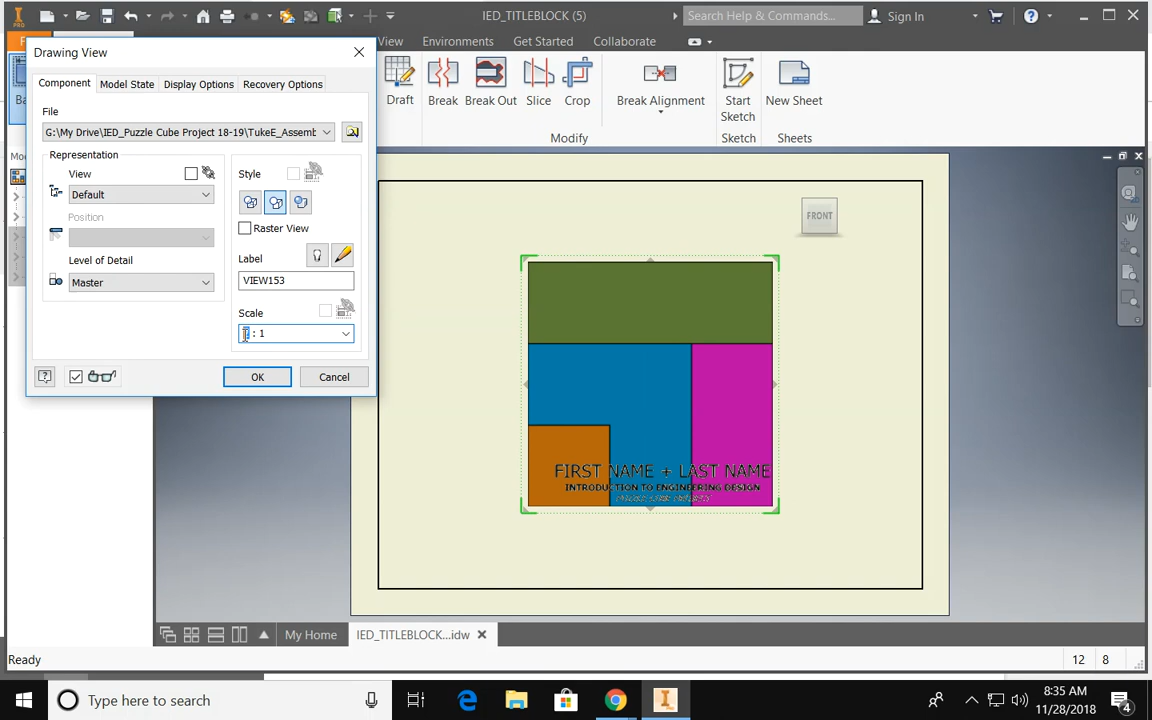 IED_TITLEBLOCK (5)
Search Help & Commands...
Sign In
PRO
F
View
Environments
Get Started
Collaborate
Drawing View
Component
Model State
Display Options
Recovery Options
File
G:\My Drive\IED_Puzzle Cube Project 18-19\TukeE_Assemb
Representation
View
Default
Position
Level of Detail
Master
Style
Raster View
Label
VIEW153
Scale
: 1
OK
Cancel
Ba
Mo
Draft
Break
Break Out
Slice
Crop
Break Alignment
Start Sketch
New Sheet
Modify
Sketch
Sheets
FRONT
FIRST NAME + LAST NAME
INTRODUCTION TO ENGINEERING DESIGN
My Home
IED_TITLEBLOCK...idw
Ready
12
8
Type here to search
8:35 AM
11/28/2018
4